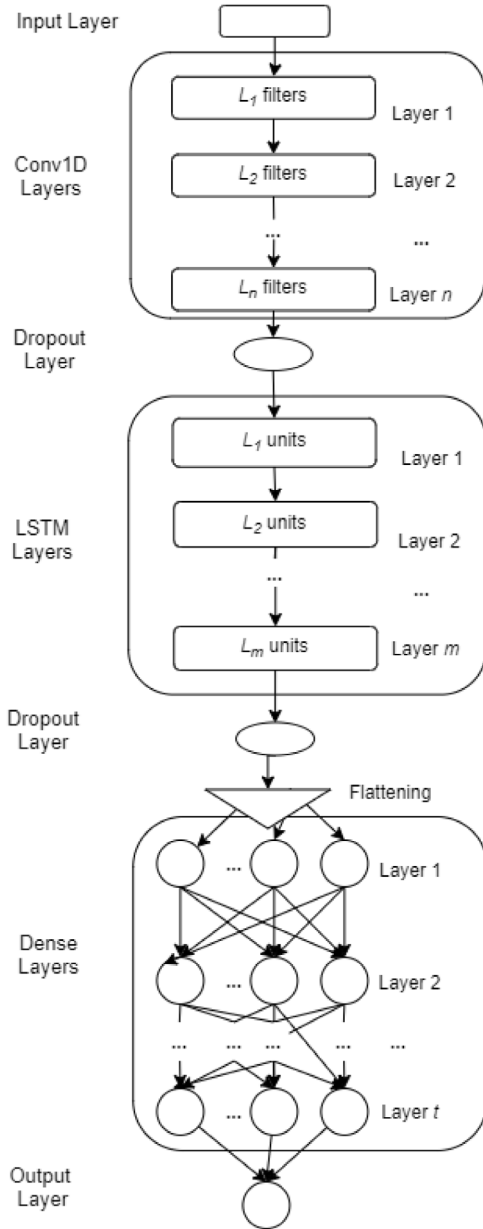 Input Layer
L1 filters
Layer 1
Conv1D
Layers
L2 filters
Layer 2
...
...
Ln filters
Layer n
Dropout
Layer
L1 units
Layer 1
LSTM
Layers
L2 units
Layer 2
...
...
Lm units
Layer m
Dropout
Layer
Flattening
...
Layer 1
Dense
Layers
...
Layer 2
... ... ... ... ...
...
Layer t
Output
Layer